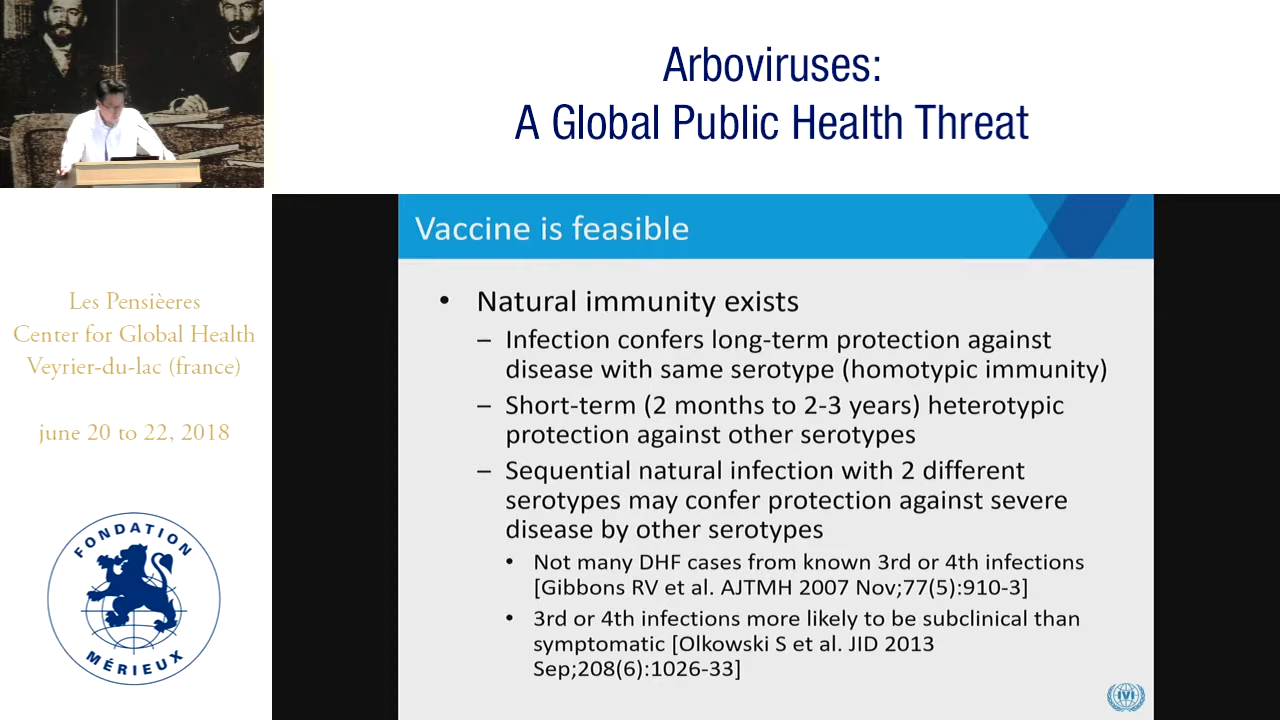 Arboviruses:
A Global Public Health Threat
Les Pensièeres
Center for Global Health
Veyrier-du-lac (france)
june 20 to 22, 2018
FONDATION
MÉRIEUX
Vaccine is feasible
• Natural immunity exists
– Infection confers long-term protection against
disease with same serotype (homotypic immunity)
– Short-term (2 months to 2-3 years) heterotypic
protection against other serotypes
– Sequential natural infection with 2 different
serotypes may confer protection against severe
disease by other serotypes
• Not many DHF cases from known 3rd or 4th infections
[Gibbons RV et al. AJTMH 2007 Nov;77(5):910-3]
• 3rd or 4th infections more likely to be subclinical than
symptomatic [Olkowski S et al. JID 2013
Sep;208(6):1026-33]
IVI